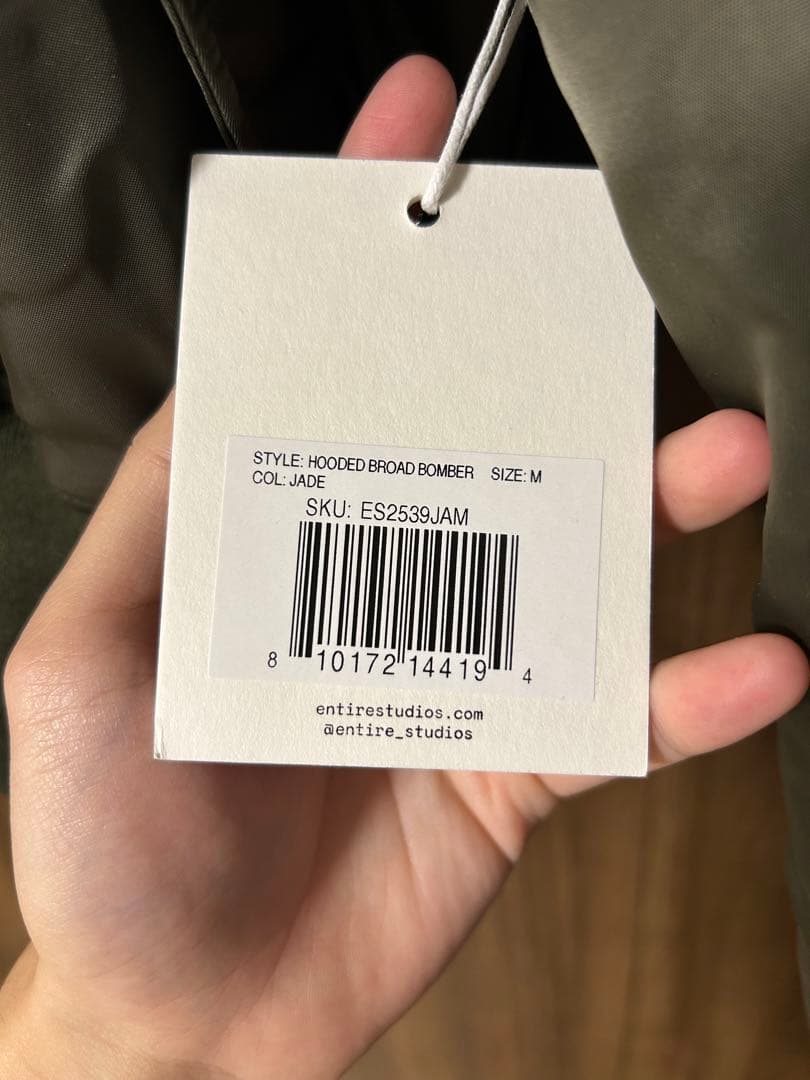 STYLE: HOODED BROAD BOMBER SIZE: M
COL: JADE
SKU: ES2539JAM
8 10172 14419 4
entirestudios.com
@entire_studios